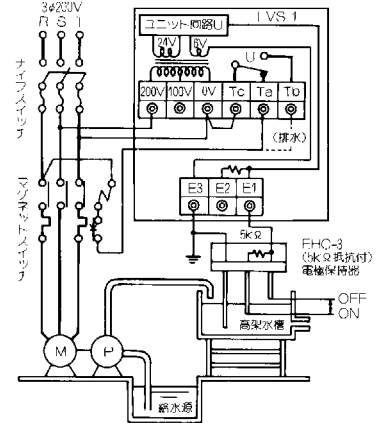 3φ200V
R S T
LVS 1
ユニット回路U
24V 8V
U
200V 100V 0V Tc Ta Tb
(排水)
ナイフスイッチ
E3 E2 E1
マグネットスイッチ
5kΩ
EHC-3
(5kΩ抵抗付)
電極保持器
OFF
ON
高架水槽
M P
給水源